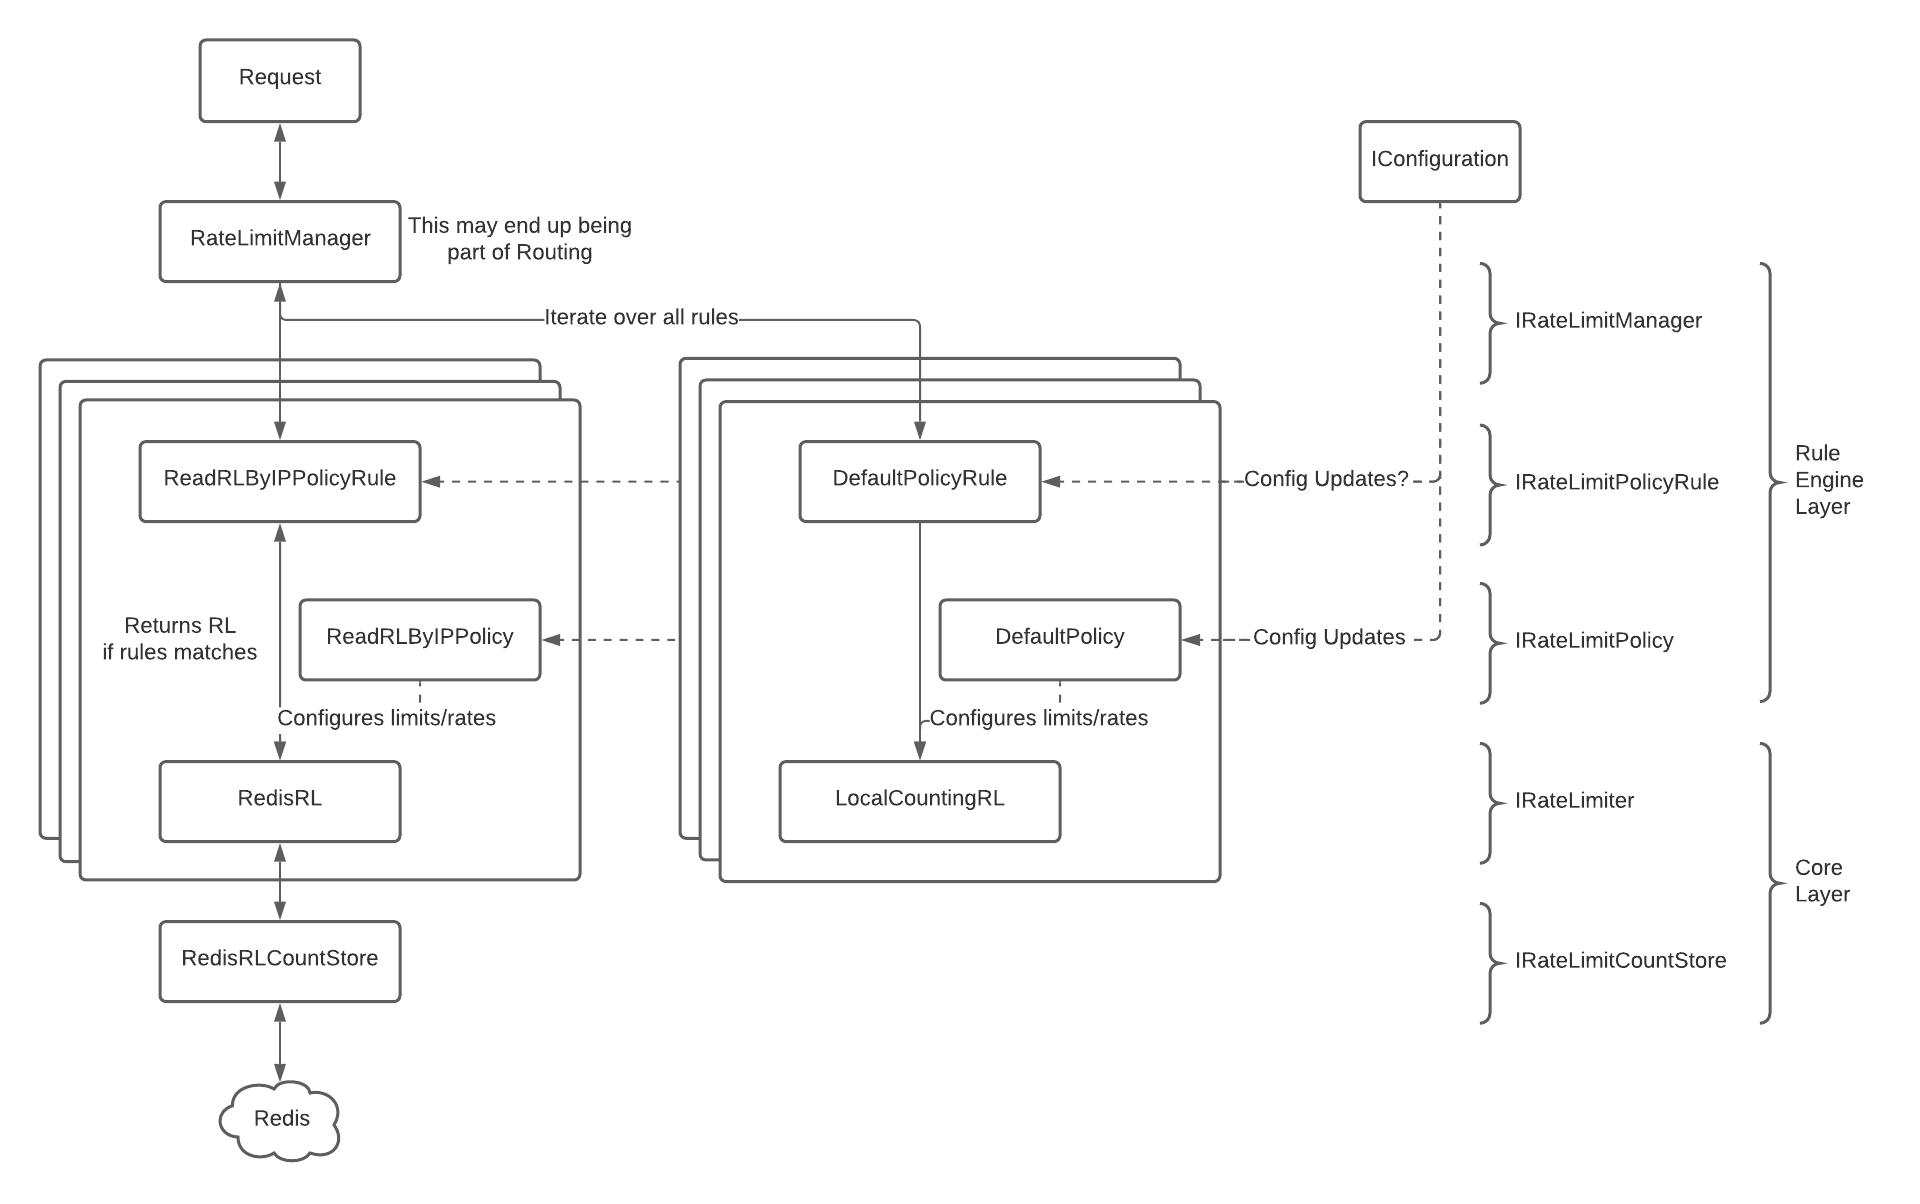 Request
IConfiguration
RateLimitManager
This may end up being
part of Routing
Iterate over all rules
IRateLimitManager
ReadRLByIPPolicyRule
DefaultPolicyRule
Config Updates?
IRateLimitPolicyRule
Rule
Engine
Layer
Returns RL
if rules matches
ReadRLByIPPolicy
DefaultPolicy
Config Updates
IRateLimitPolicy
Configures limits/rates
Configures limits/rates
RedisRL
LocalCountingRL
IRateLimiter
Core
Layer
RedisRLCountStore
IRateLimitCountStore
Redis